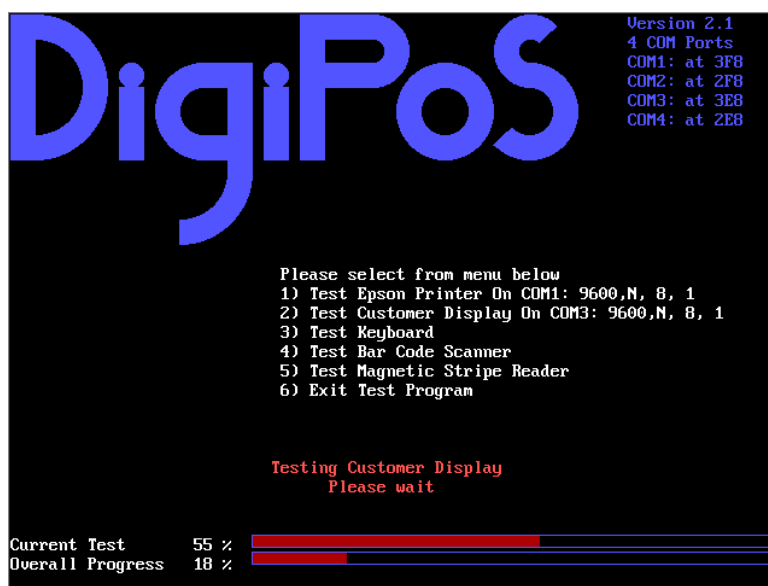 DigiPoS
Version 2.1
4 COM Ports
COM1: at 3F8
COM2: at 2F8
COM3: at 3E8
COM4: at 2E8
Please select from menu below
1) Test Epson Printer On COM1: 9600,N, 8, 1
2) Test Customer Display On COM3: 9600,N, 8, 1
3) Test Keyboard
4) Test Bar Code Scanner
5) Test Magnetic Stripe Reader
6) Exit Test Program
Testing Customer Display
Please wait
Current Test 55 %
Overall Progress 18 %